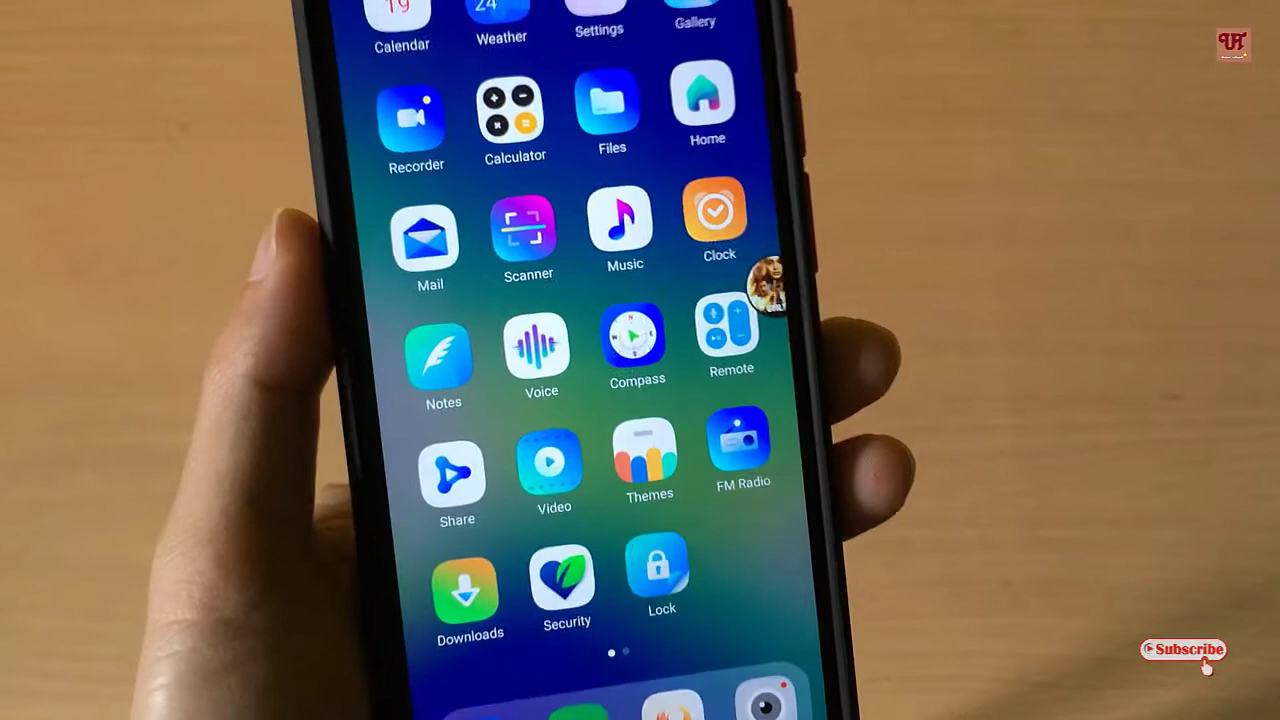 19
24
Calendar
Weather
Settings
Gallery
Recorder
Calculator
Files
Home
Mail
Scanner
Music
Clock
Notes
Voice
Compass
Remote
Share
Video
Themes
FM Radio
Downloads
Security
Lock
Subscribe